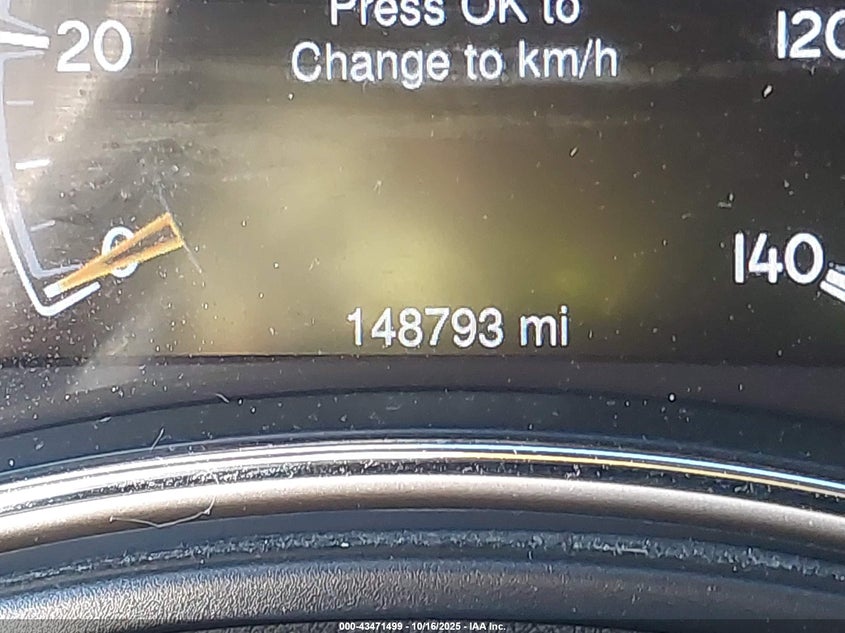 Press OK to
Change to km/h
20
120
0
140
148793 mi
000-43471499 - 10/16/2025 - IAA Inc.